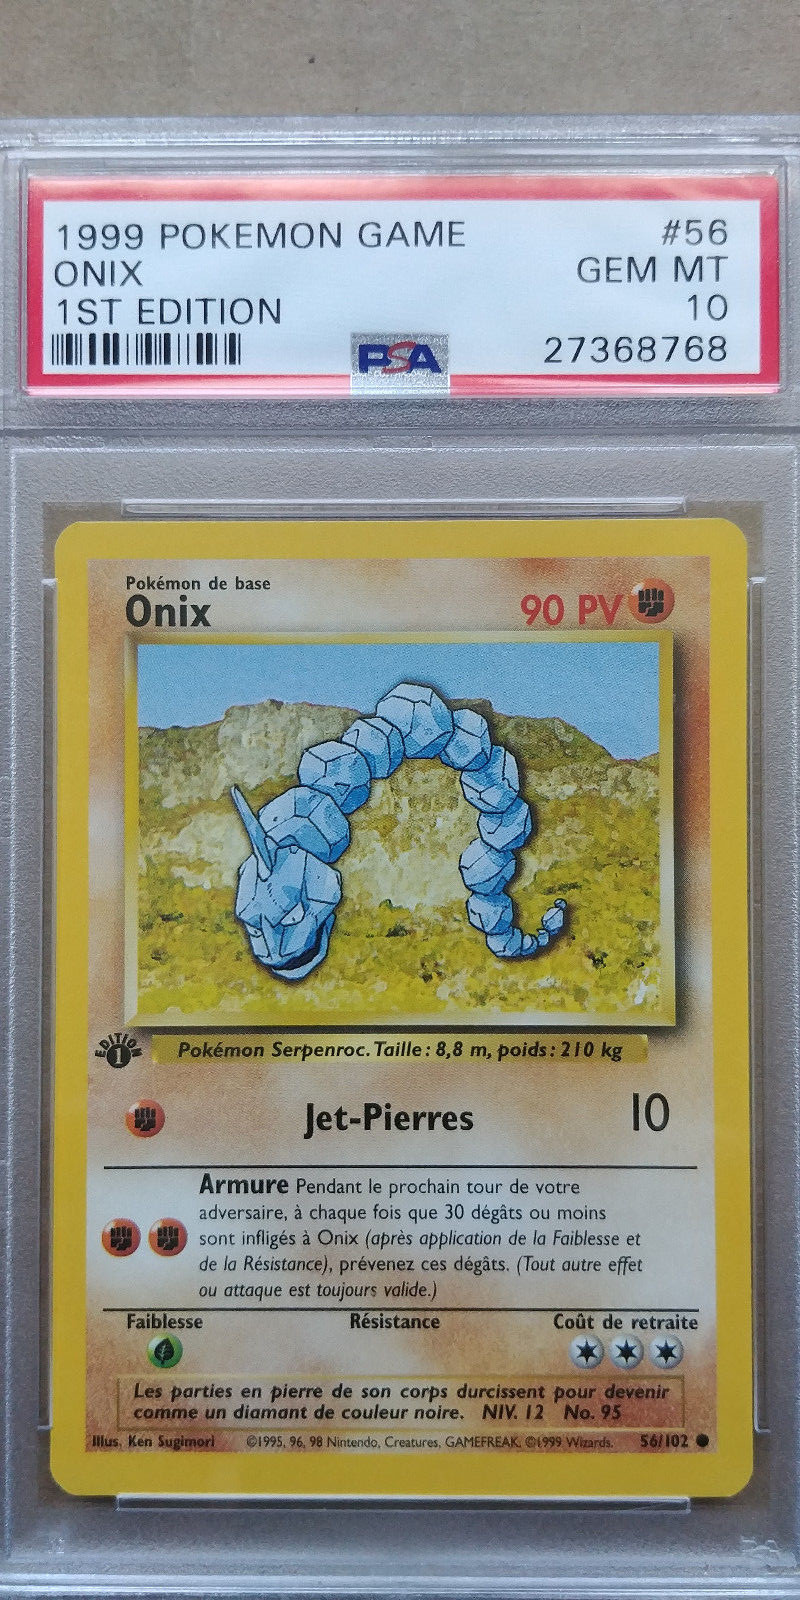 1999 POKEMON GAME #56
ONIX GEM MT
1ST EDITION 10
PSA 27368768
Pokémon de base
Onix 90 PV
EDITION 1
Pokémon Serpenroc. Taille : 8,8 m, poids : 210 kg
Jet-Pierres 10
Armure Pendant le prochain tour de votre
adversaire, à chaque fois que 30 dégâts ou moins
sont infligés à Onix (après application de la Faiblesse et
de la Résistance), prévenez ces dégâts. (Tout autre effet
ou attaque est toujours valide.)
Faiblesse Résistance Coût de retraite
Les parties en pierre de son corps durcissent pour devenir
comme un diamant de couleur noire. NIV. 12 No. 95
Illus. Ken Sugimori ©1995, 96, 98 Nintendo, Creatures, GAMEFREAK. ©1999 Wizards. 56/102